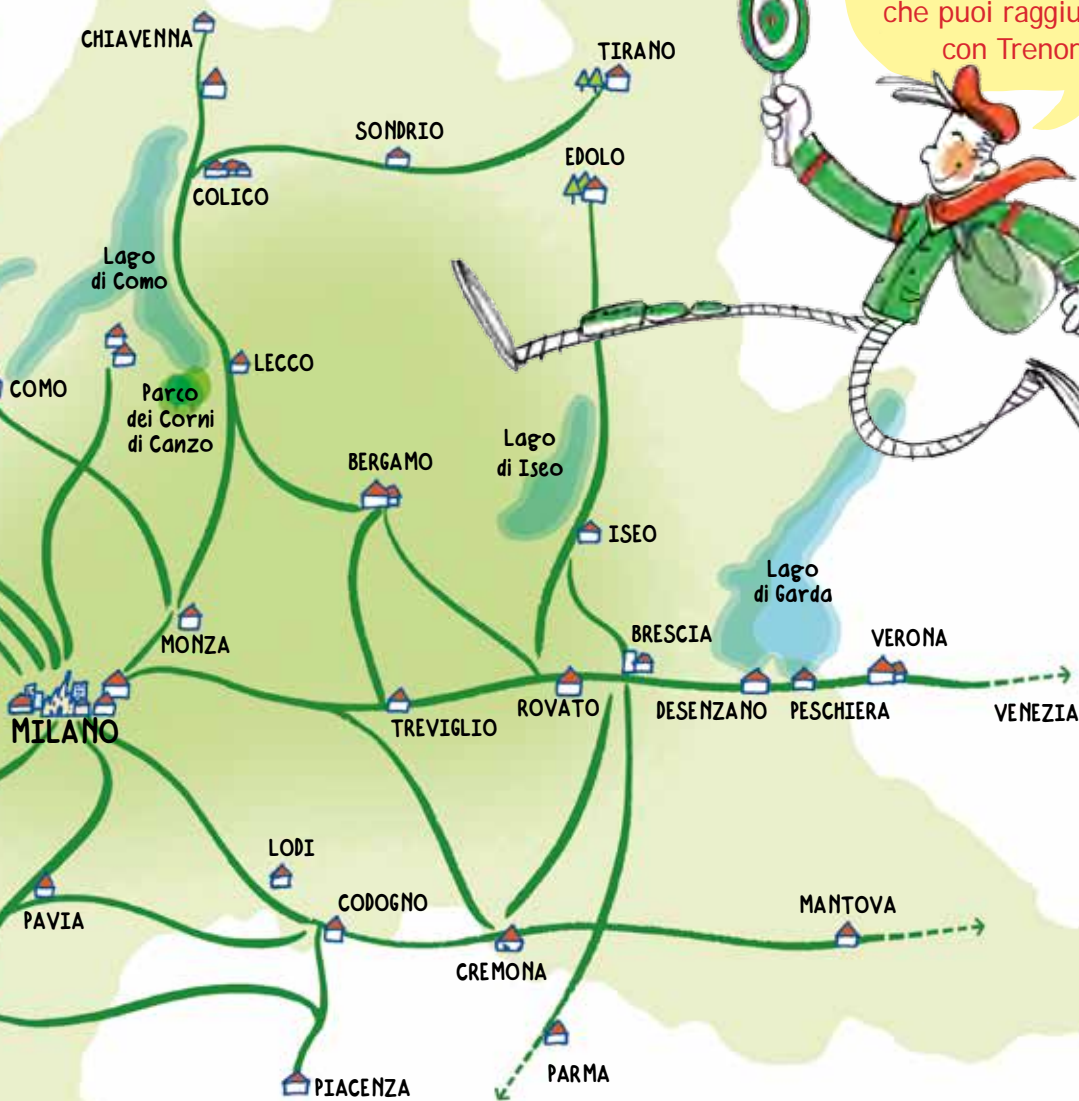 che puoi
con
CHIAVENNA
TIRANO
SONDRIO
EDOLO
COLICO
Lago
di Como
LECCO
COMO
Parco
dei Corni
di Canzo
Lago
di Iseo
BERGAMO
ISEO
Lago
di Garda
MONZA
BRESCIA
VERONA
MILANO
TREVIGLIO
ROVATO
DESENZANO
PESCHIERA
VENEZIA
LODI
CODOGNO
MANTOVA
PAVIA
CREMONA
PARMA
PIACENZA